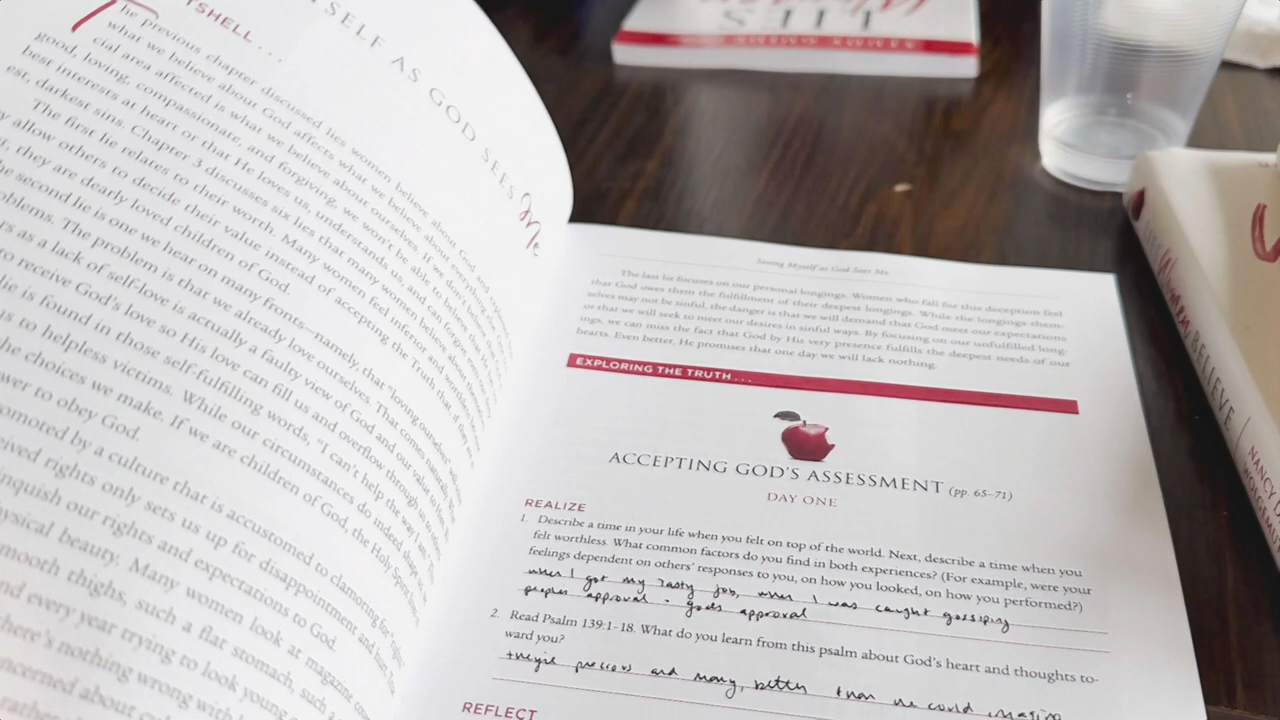 TSHELL . . .
SELF AS GOD SEES Me
The previous chapter discussed lies women believe about God and
what we believe about God affects what we believe about everything
cial area affected is what we believe about ourselves. If we don't believe
good, loving, compassionate, and forgiving, we won't be able to believe
best interests at heart or that He loves us, understands us, and can forgive
est, darkest sins. Chapter 3 discusses six lies that many women believe about
The first lie relates to their worth. Many women feel inferior and worthless
allow others to decide their value instead of accepting the Truth that, if they
they are dearly loved children of God.
second lie is one we hear on many fronts—namely, that "loving ourselves
oblems. The problem is that we already love ourselves. That comes naturally
as a lack of self-love is actually a faulty view of God and our value to
to receive God's love so His love can fill us and overflow through us to
lie is found in those self-fulfilling words, "I can't help the way I am."
us to helpless victims. While our circumstances do indeed shape
he choices we make. If we are children of God, the Holy Spirit
wer to obey God.
omoted by a culture that is accustomed to clamoring for "rights
eived rights only sets us up for disappointment and
nquish our rights and expectations to God.
ysical beauty. Many women look at magazine
mooth thighs, such a flat stomach, such
nd every year trying to look young
here's nothing wrong with
ncerned about
rather
LIES
Women
BELIEVE
NANCY
WOLGEMUTH
Seeing Myself as God Sees Me
The last lie focuses on our personal longings. Women who fall for this deception feel
that God owes them the fulfillment of their deepest longings. While the longings them-
selves may not be sinful, the danger is that we will demand that God meet our expectations
or that we will seek to meet our desires in sinful ways. By focusing on our unfulfilled long-
ings, we can miss the fact that God by His very presence fulfills the deepest needs of our
hearts. Even better, He promises that one day we will lack nothing.
EXPLORING THE TRUTH . . .
ACCEPTING GOD'S ASSESSMENT (pp. 65–71)
DAY ONE
REALIZE
1. Describe a time in your life when you felt on top of the world. Next, describe a time when you
felt worthless. What common factors do you find in both experiences? (For example, were your
feelings dependent on others' responses to you, on how you looked, on how you performed?)
when I got my tasty job, when I was caught gossiping
peoples approval · gods approval
2. Read Psalm 139:1–18. What do you learn from this psalm about God's heart and thoughts to-
ward you?
they're precious and many, better than we could imagine
REFLECT